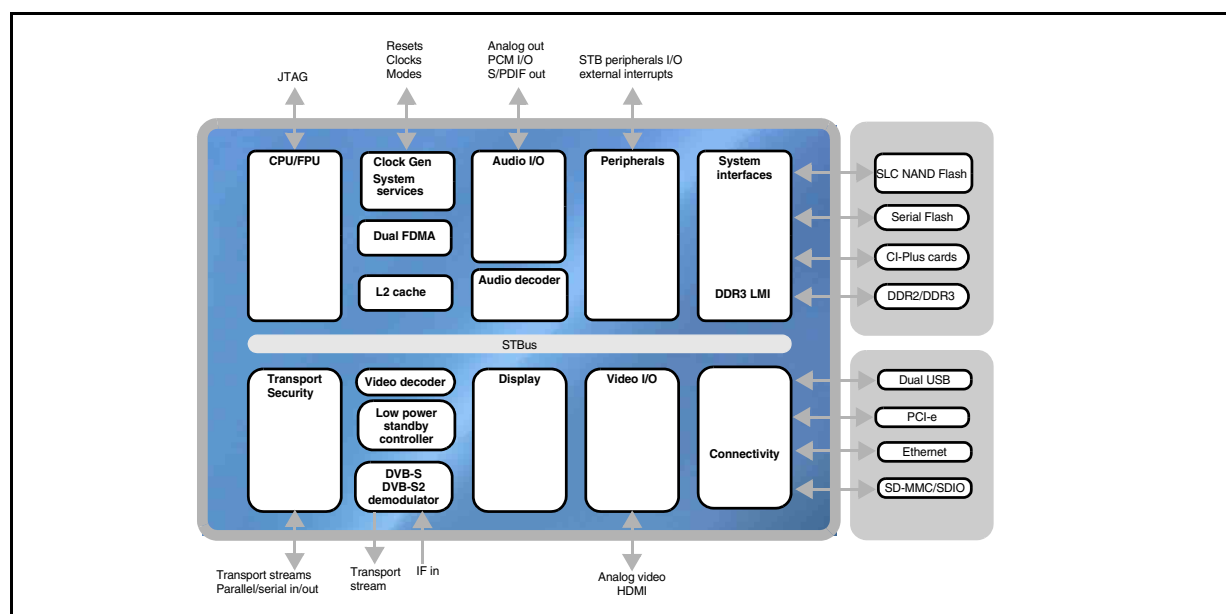 JTAG
Resets
Clocks
Modes
Analog out
PCM I/O
S/PDIF out
STB peripherals I/O
external interrupts
CPU/FPU
Clock Gen
System
services
Dual FDMA
L2 cache
Audio I/O
Audio decoder
Peripherals
System
interfaces
DDR3 LMI
SLC NAND Flash
Serial Flash
CI-Plus cards
DDR2/DDR3
STBus
Transport
Security
Video decoder
Low power
standby
controller
DVB-S
DVB-S2
demodulator
Display
Video I/O
Connectivity
Dual USB
PCI-e
Ethernet
SD-MMC/SDIO
Transport streams
Parallel/serial in/out
Transport
stream
IF in
Analog video
HDMI